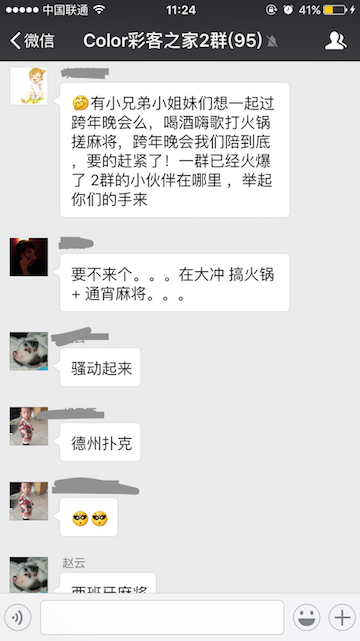 中国联通
11:24
41%
微信
Color彩客之家2群(95)
🤣有小兄弟小姐妹们想一起过
跨年晚会么，喝酒嗨歌打火锅
搓麻将，跨年晚会我们陪到底
，要的赶紧了！一群已经火爆
了 2群的小伙伴在哪里 ，举起
你们的手来
要不来个。。。在大冲 搞火锅
+ 通宵麻将。。。
骚动起来
德州扑克
赵云
西班牙麻将